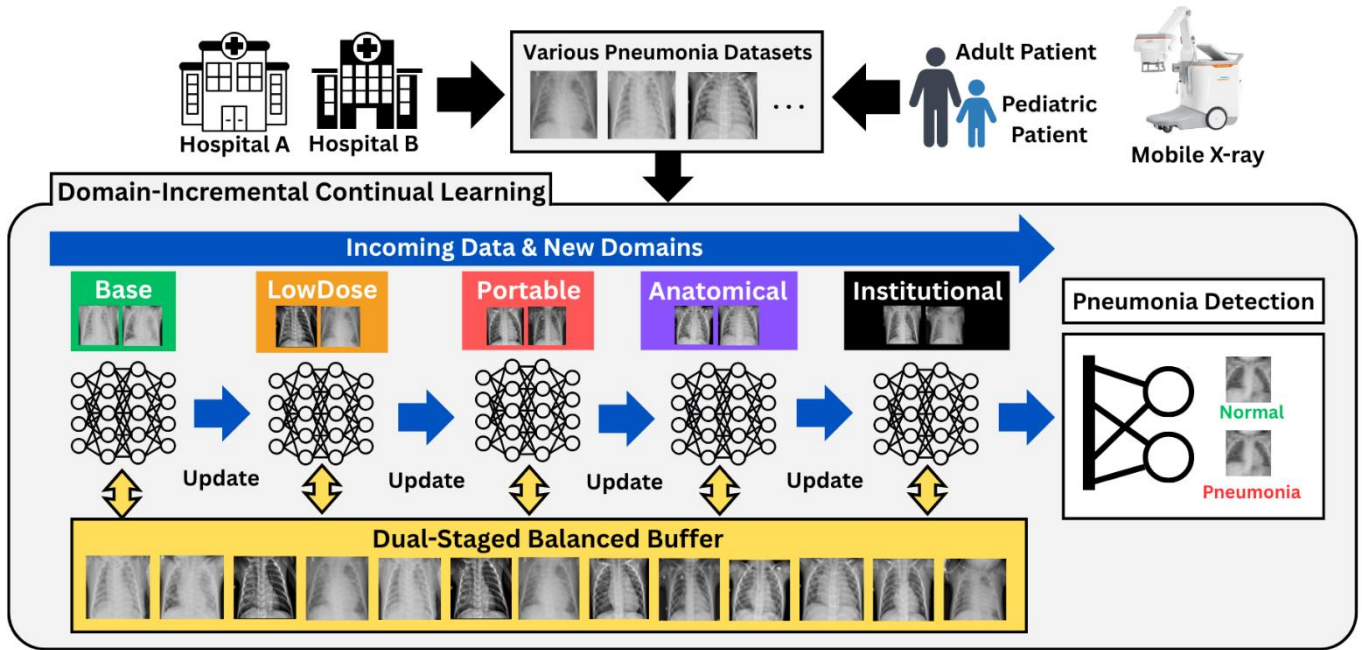 Hospital A
Hospital B
Various Pneumonia Datasets
...
Adult Patient
Pediatric
Patient
Mobile X-ray
Domain-Incremental Continual Learning
Incoming Data & New Domains
Base
LowDose
Portable
Anatomical
Institutional
Pneumonia Detection
Normal
Pneumonia
Update
Update
Update
Update
Dual-Staged Balanced Buffer